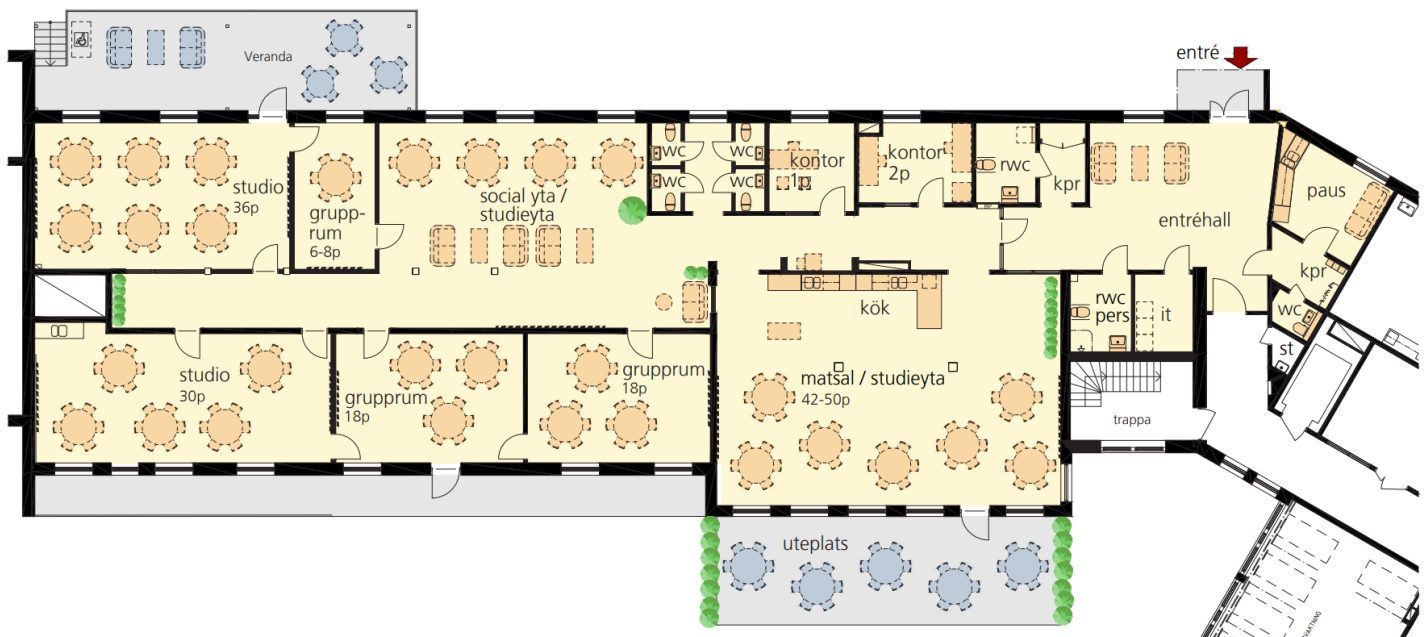 entré
Veranda
studio
36p
grupp-
rum
6-8p
social yta /
studieyta
wc
wc
wc
wc
kontor
1p
kontor
2p
rwc
kpr
entréhall
paus
kpr
wc
st
rwc
pers
it
kök
studio
30p
grupprum
18p
grupprum
18p
matsal / studieyta
42-50p
trappa
uteplats